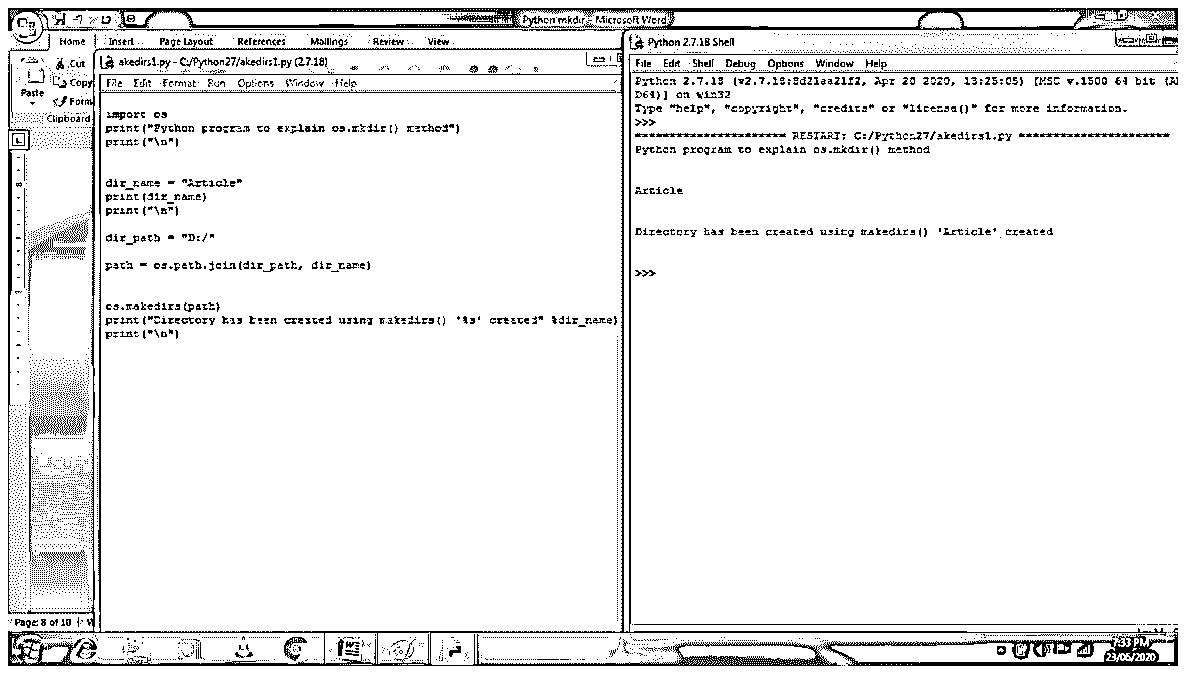 Python mkdir - Microsoft Word
Home Insert Page Layout References Mailings Review View
Cut
Copy
Paste
Form
Clipboard
akedirs1.py - C:/Python27/akedirs1.py (2.7.18)
File Edit Format Run Options Window Help
import os
print("Python program to explain os.mkdir() method")
print("\n")
dir_name = "Article"
print(dir_name)
print("\n")
dir_path = "D:/"
path = os.path.join(dir_path, dir_name)
os.makedirs(path)
print("Directory has been created using makedirs() '%s' created" %dir_name)
print("\n")
Python 2.7.18 Shell
File Edit Shell Debug Options Window Help
Python 2.7.18 (v2.7.18:8d21aa21f2, Apr 20 2020, 13:25:05) [MSC v.1500 64 bit (AM
D64)] on win32
Type "help", "copyright", "credits" or "license()" for more information.
>>>
===================== RESTART: C:/Python27/akedirs1.py =====================
Python program to explain os.mkdir() method
Article
Directory has been created using makedirs() 'Article' created
>>>
Page: 8 of 10
7:33 PM
23/06/2020